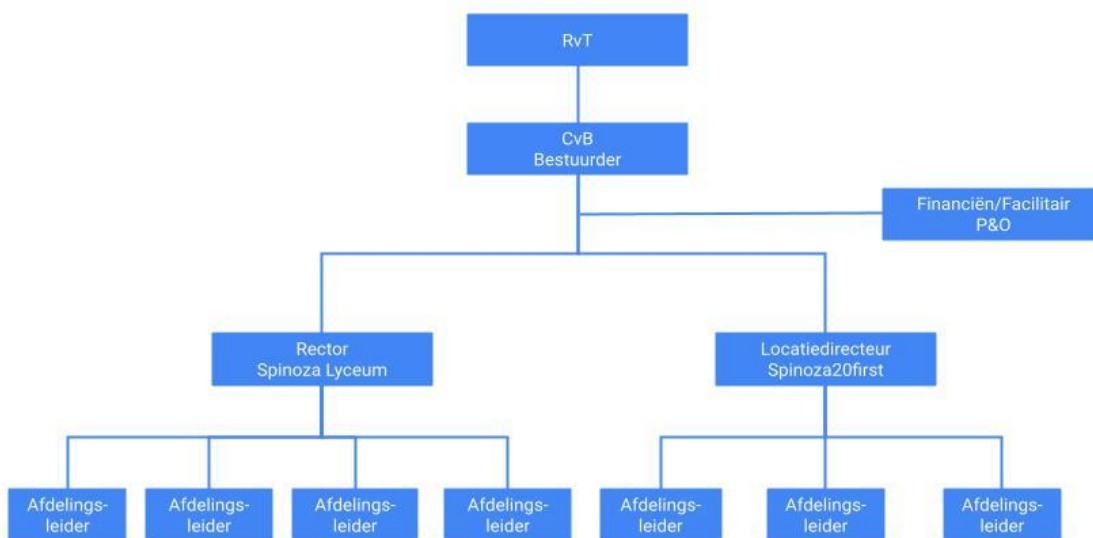 RvT
CvB
Bestuurder
Financiën/Facilitair
P&O
Rector
Spinoza Lyceum
Locatiedirecteur
Spinoza20first
Afdelings-
leider
Afdelings-
leider
Afdelings-
leider
Afdelings-
leider
Afdelings-
leider
Afdelings-
leider
Afdelings-
leider